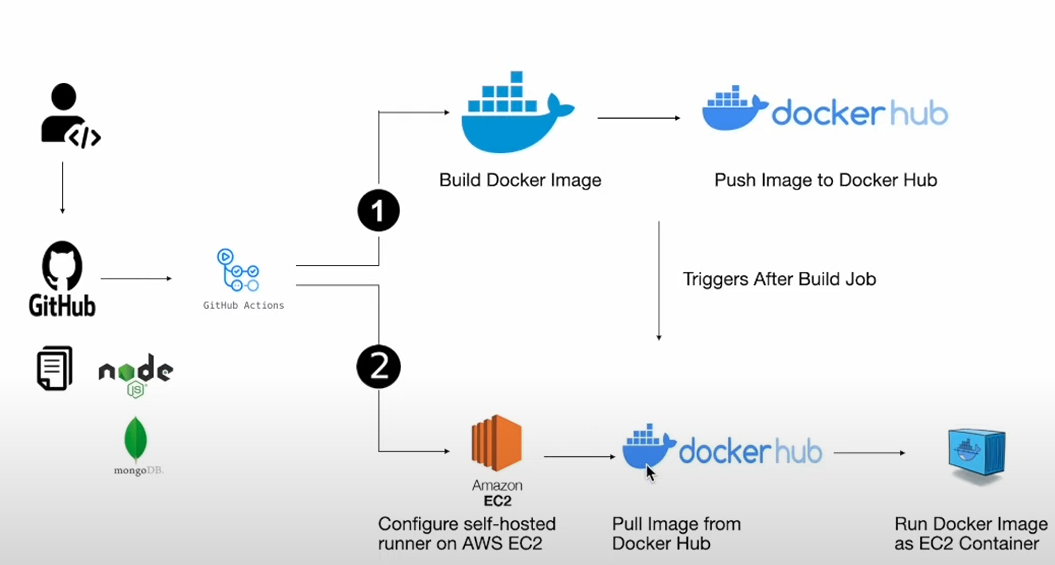 </>
docker hub
Build Docker Image
Push Image to Docker Hub
1
GitHub
GitHub Actions
Triggers After Build Job
2
node
JS
mongoDB.
Amazon
EC2
docker hub
Configure self-hosted
runner on AWS EC2
Pull Image from
Docker Hub
Run Docker Image
as EC2 Container